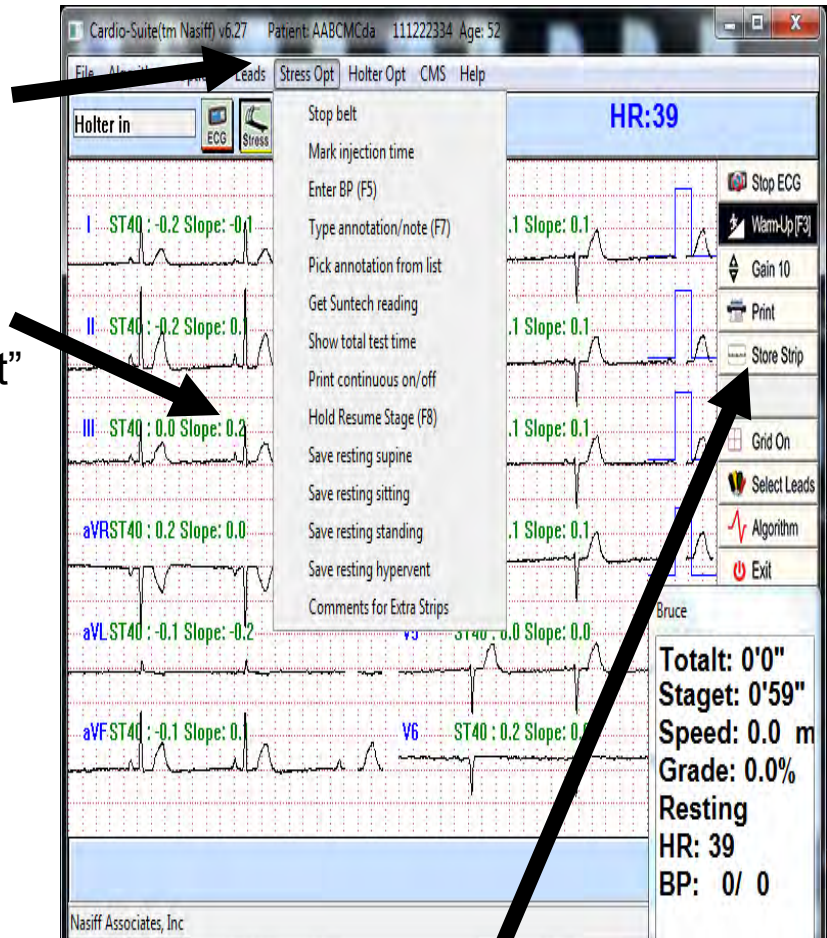 Cardio-Suite(tm Nasiff) v6.27 Patient: AABCMCda 111222334 Age: 52
File Leads Stress Opt Holter Opt CMS Help
Holter in ECG Stress HR:39
Stop belt
Mark injection time
Enter BP (F5)
Type annotation/note (F7)
Pick annotation from list
Get Suntech reading
Show total test time
Print continuous on/off
Hold Resume Stage (F8)
Save resting supine
Save resting sitting
Save resting standing
Save resting hypervent
Comments for Extra Strips
t”
I ST40 : -0.2 Slope: -0.1 .1 Slope: 0.1
II ST40 : -0.2 Slope: 0. .1 Slope: 0.1
III ST40 : 0.0 Slope: 0.2 .1 Slope: 0.1
aVR ST40 : 0.2 Slope: 0.0 .1 Slope: 0.1
aVL ST40 : -0.1 Slope: -0.2 V5 ST40 : 0.0 Slope: 0.0
aVF ST40 : -0.1 Slope: 0.1 V6 ST40 : 0.2 Slope: 0.0
Stop ECG
Warm-Up[F3]
Gain 10
Print
Store Strip
Grid On
Select Leads
Algorithm
Exit
Bruce
Totalt: 0'0"
Staget: 0'59"
Speed: 0.0 m
Grade: 0.0%
Resting
HR: 39
BP: 0/ 0
Nasiff Associates, Inc